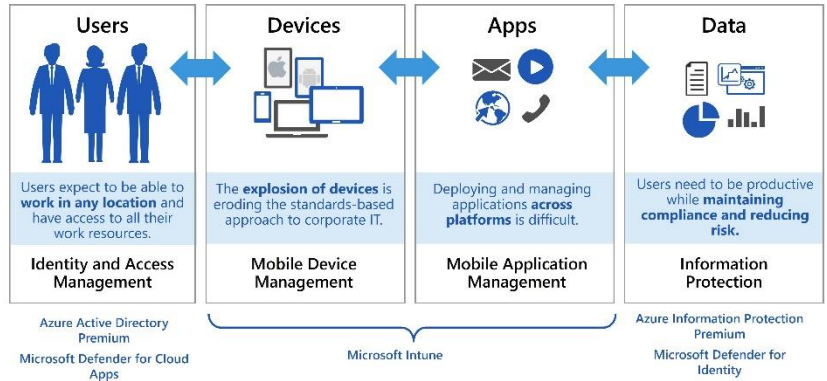 Users
Users expect to be able to
work in any location and
have access to all their
work resources.
Identity and Access
Management
Azure Active Directory
Premium
Microsoft Defender for Cloud
Apps
Devices
The explosion of devices is
eroding the standards-based
approach to corporate IT.
Mobile Device
Management
Apps
Deploying and managing
applications across
platforms is difficult.
Mobile Application
Management
Microsoft Intune
Data
Users need to be productive
while maintaining
compliance and reducing
risk.
Information
Protection
Azure Information Protection
Premium
Microsoft Defender for
Identity